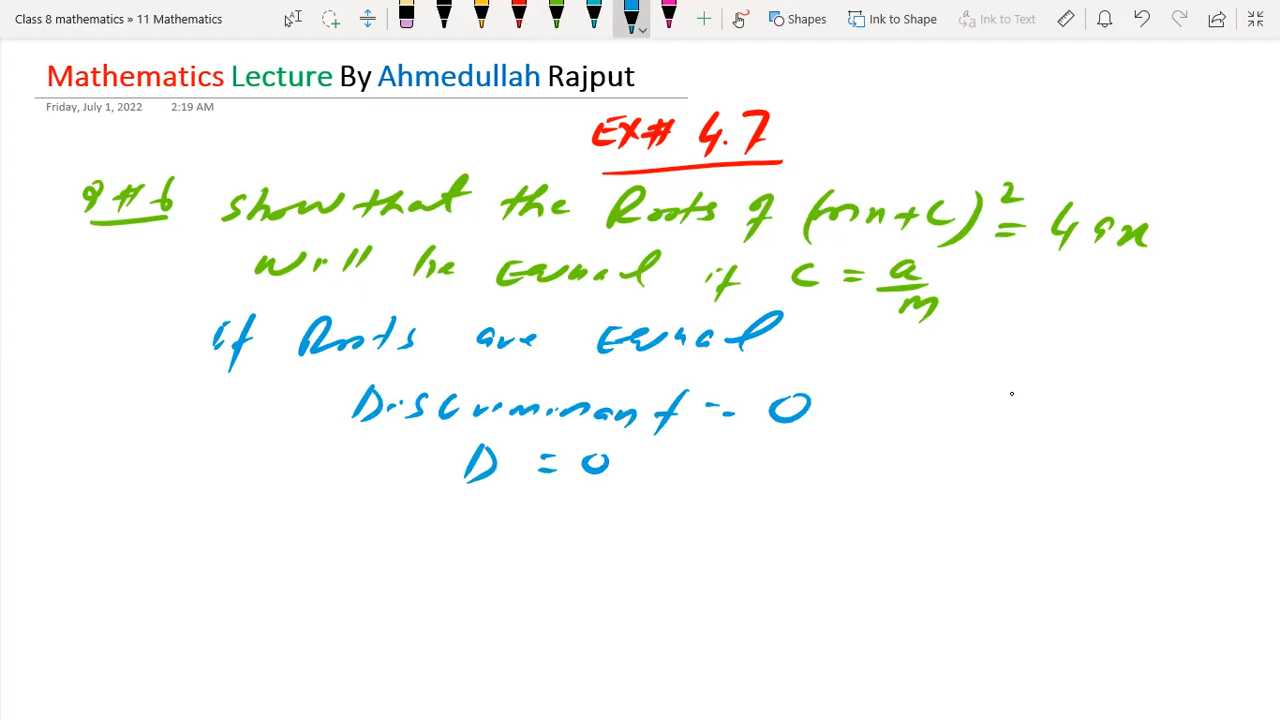 Class 8 mathematics » 11 Mathematics
Shapes
Ink to Shape
Ink to Text
Mathematics Lecture By Ahmedullah Rajput
Friday, July 1, 2022 2:19 AM
EX# 4.7
Q#6 show that the Roots of (mx+c)² = 4ax
will be Equal if c = a/m
if Roots are equal
Discriminant = 0
D = 0